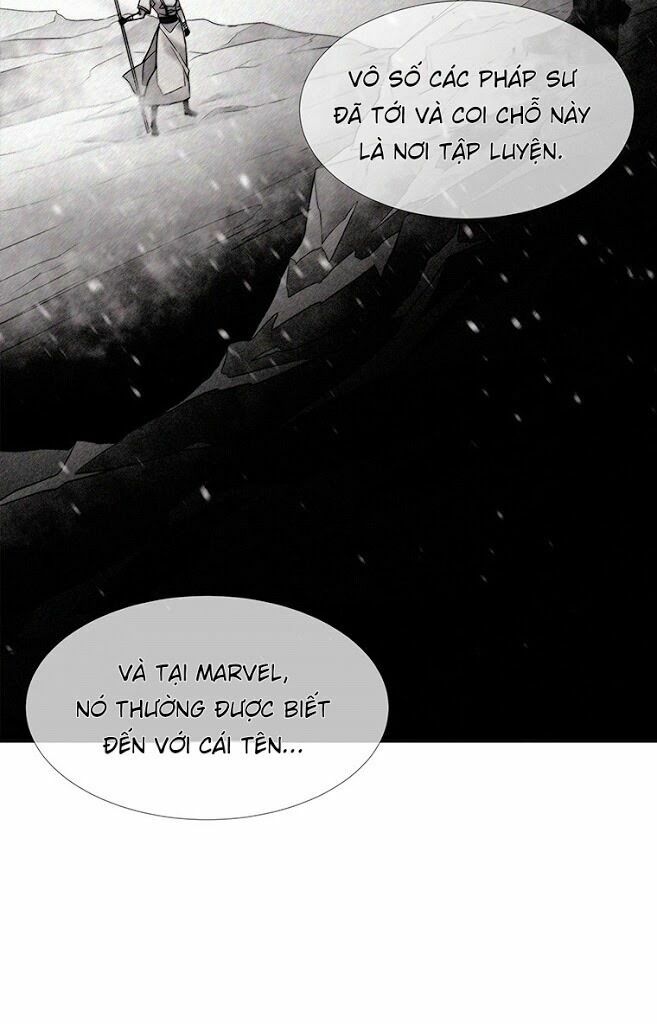 VÔ SỐ CÁC PHÁP SƯ
ĐÃ TỚI VÀ COI CHỖ NÀY
LÀ NƠI TẬP LUYỆN.
VÀ TẠI MARVEL,
NÓ THƯỜNG ĐƯỢC BIẾT
ĐẾN VỚI CÁI TÊN...